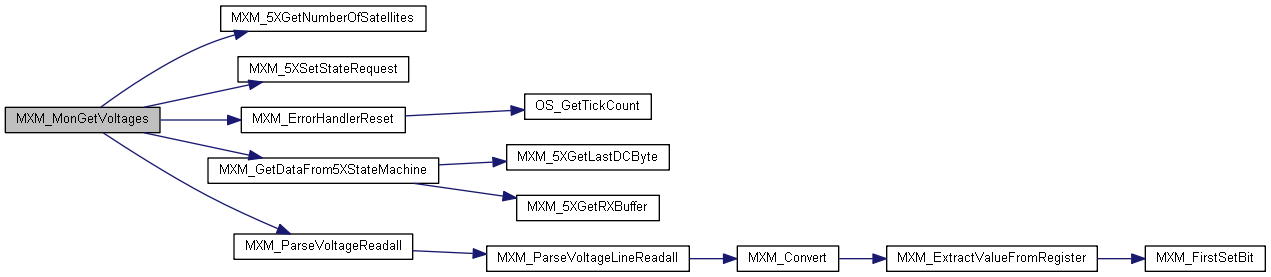 MXM_MonGetVoltages
MXM_5XGetNumberOfSatellites
MXM_5XSetStateRequest
MXM_ErrorHandlerReset
OS_GetTickCount
MXM_GetDataFrom5XStateMachine
MXM_5XGetLastDCByte
MXM_5XGetRXBuffer
MXM_ParseVoltageReadall
MXM_ParseVoltageLineReadall
MXM_Convert
MXM_ExtractValueFromRegister
MXM_FirstSetBit